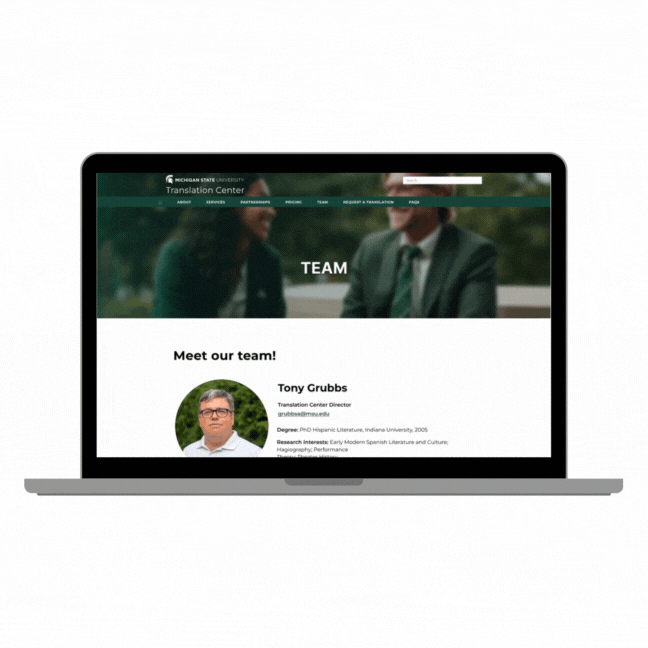 MICHIGAN STATE UNIVERSITY
Translation Center
ABOUT SERVICES PARTNERSHIPS PRICING TEAM REQUEST A TRANSLATION FAQS
TEAM
Meet our team!
Tony Grubbs
Translation Center Director
grubbsa@msu.edu
Degree: PhD Hispanic Literature, Indiana University, 2005
Research Interests: Early Modern Spanish Literature and Culture;
Hagiography; Performance